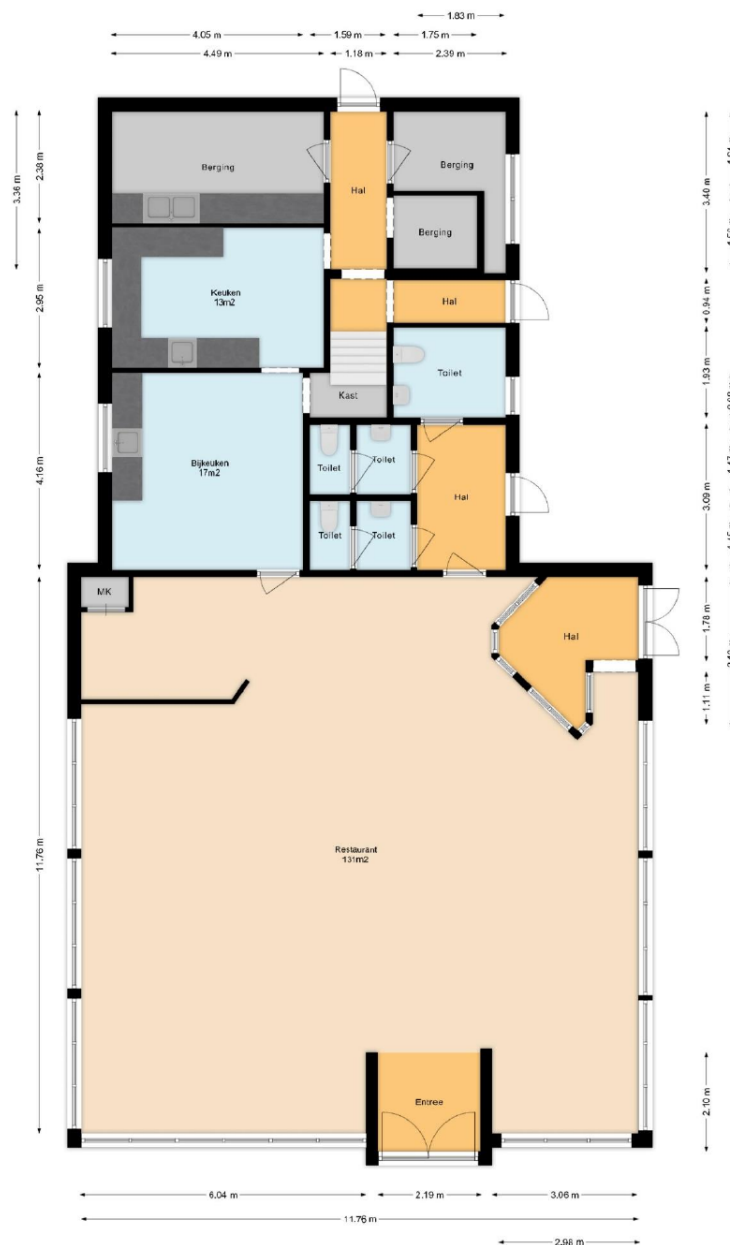 1.83 m
4.05 m 1.59 m 1.75 m
4.49 m 1.18 m 2.39 m
3.36 m
2.38 m
Berging
Hal
Berging
3.40 m
Berging
2.95 m
Keuken
13m2
Hal
0.94 m
Toilet
1.93 m
Kast
4.16 m
Bijkeuken
17m2
Toilet
Toilet
Hal
3.09 m
Toilet
Toilet
MK
Hal
1.78 m
1.11 m
11.76 m
Restaurant
131m2
Entree
2.10 m
6.04 m 2.19 m 3.06 m
11.76 m
2.98 m